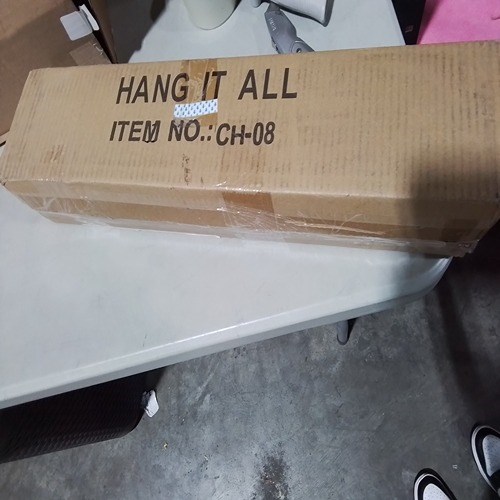 HANG IT ALL
ITEM NO.: CH-08